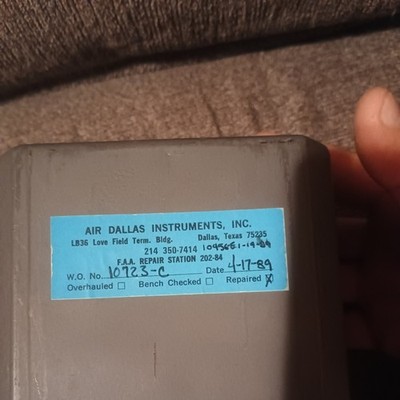 AIR DALLAS INSTRUMENTS, INC.
LB36 Love Field Term. Bldg. Dallas, Texas 75235
214 350-7414
F.A.A. REPAIR STATION 202-84
W.O. No. 10723-C Date 4-17-89
Overhauled Bench Checked Repaired X